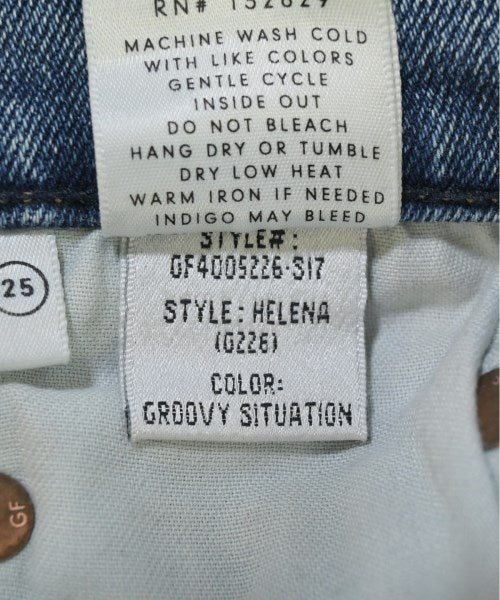 RN# 152629
MACHINE WASH COLD
WITH LIKE COLORS
GENTLE CYCLE
INSIDE OUT
DO NOT BLEACH
HANG DRY OR TUMBLE
DRY LOW HEAT
WARM IRON IF NEEDED
INDIGO MAY BLEED
STYLE#:
GF4005226-S17
STYLE: HELENA
(G226)
COLOR:
GROOVY SITUATION
25
GF